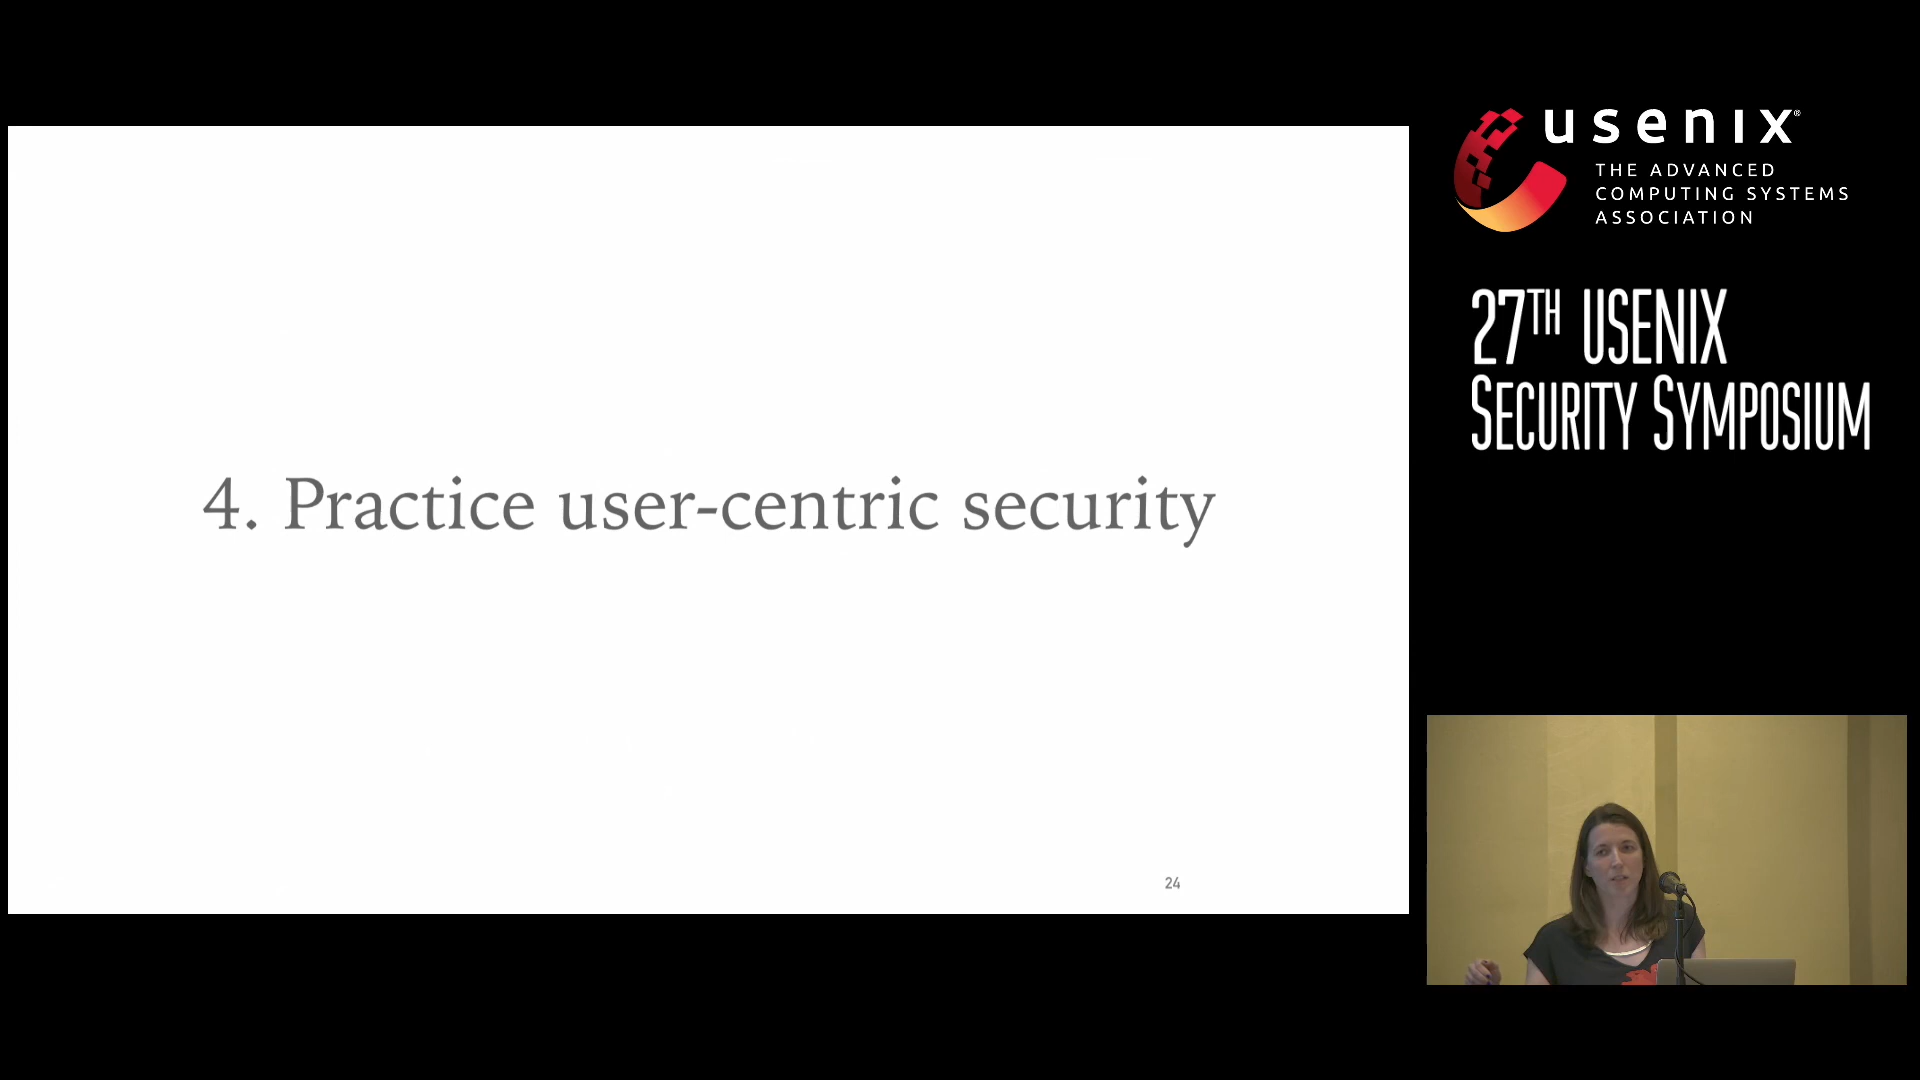 4. Practice user-centric security
24
usenix®
THE ADVANCED
COMPUTING SYSTEMS
ASSOCIATION
27TH USENIX
SECURITY SYMPOSIUM